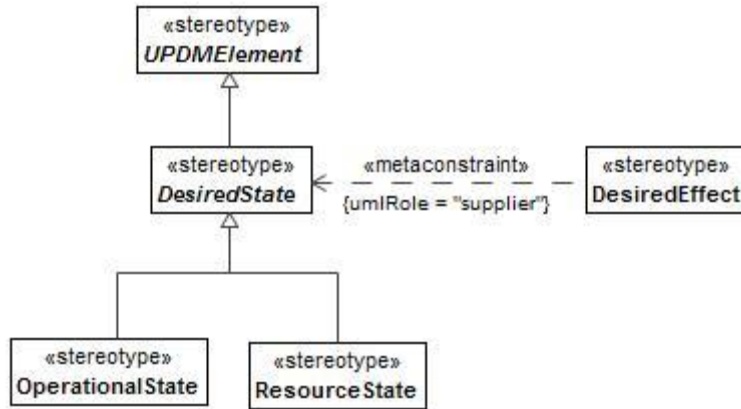 «stereotype»
UPDMElement
«stereotype»
DesiredState
«metaconstraint»
{umlRole = "supplier"}
«stereotype»
DesiredEffect
«stereotype»
OperationalState
«stereotype»
ResourceState